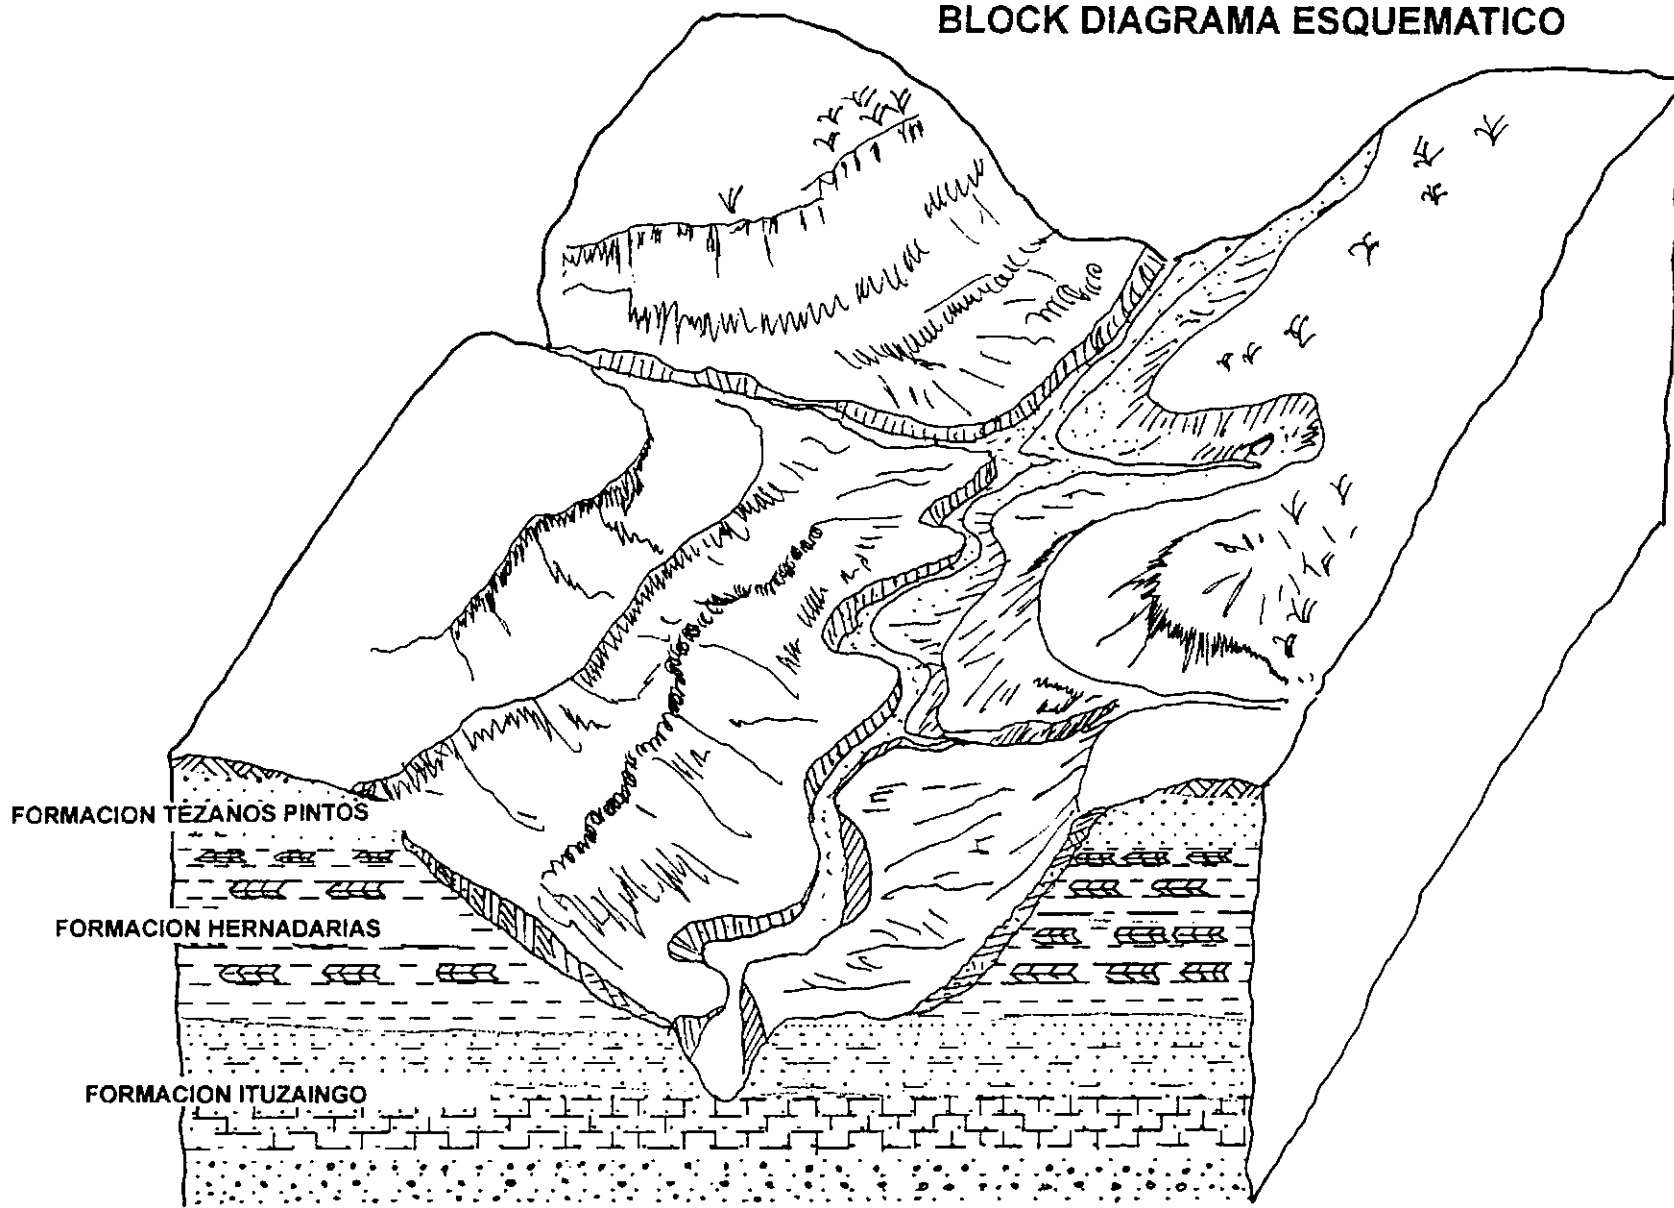 BLOCK DIAGRAMA ESQUEMATICO
FORMACION TEZANOS PINTOS
FORMACION HERNADARIAS
FORMACION ITUZAINGO